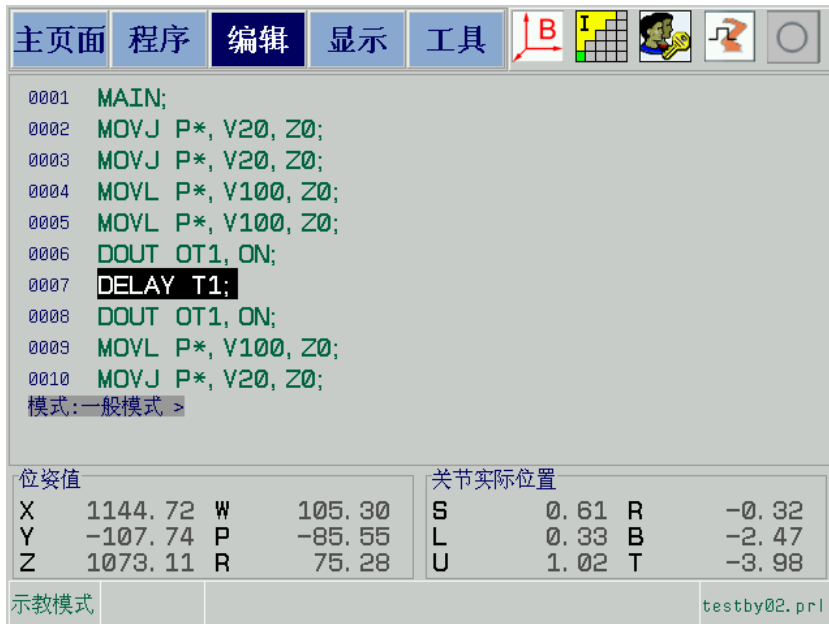 主页面 程序 编辑 显示 工具 B I
0001 MAIN;
0002 MOVJ P*, V20, Z0;
0003 MOVJ P*, V20, Z0;
0004 MOVL P*, V100, Z0;
0005 MOVL P*, V100, Z0;
0006 DOUT OT1, ON;
0007 DELAY T1;
0008 DOUT OT1, ON;
0009 MOVL P*, V100, Z0;
0010 MOVJ P*, V20, Z0;
模式:一般模式 >
位姿值 关节实际位置
X 1144.72 W 105.30 S 0.61 R -0.32
Y -107.74 P -85.55 L 0.33 B -2.47
Z 1073.11 R 75.28 U 1.02 T -3.98
示教模式 testby02.prl